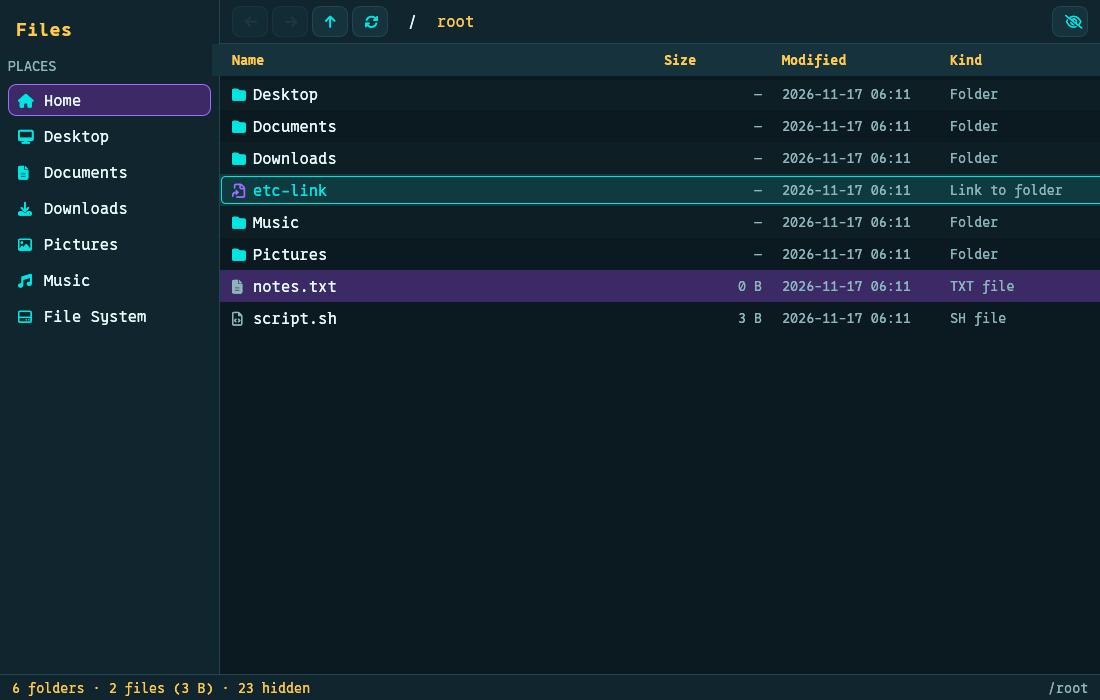 Files
PLACES
Home
Desktop
Documents
Downloads
Pictures
Music
File System
/ root
Name Size Modified Kind
Desktop — 2026-11-17 06:11 Folder
Documents — 2026-11-17 06:11 Folder
Downloads — 2026-11-17 06:11 Folder
etc-link — 2026-11-17 06:11 Link to folder
Music — 2026-11-17 06:11 Folder
Pictures — 2026-11-17 06:11 Folder
notes.txt 0 B 2026-11-17 06:11 TXT file
script.sh 3 B 2026-11-17 06:11 SH file
6 folders · 2 files (3 B) · 23 hidden /root